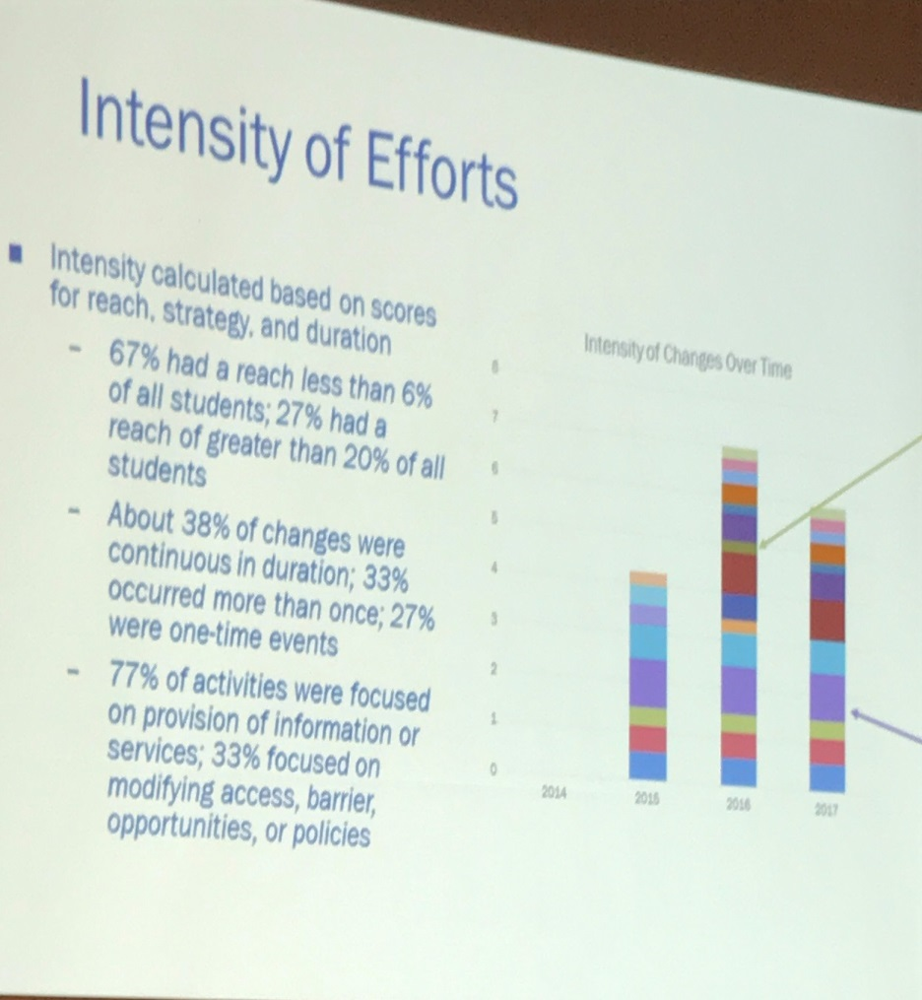 Intensity of Efforts
■ Intensity calculated based on scores
for reach, strategy, and duration
– 67% had a reach less than 6%
of all students; 27% had a
reach of greater than 20% of all
students
– About 38% of changes were
continuous in duration; 33%
occurred more than once; 27%
were one-time events
– 77% of activities were focused
on provision of information or
services; 33% focused on
modifying access, barrier,
opportunities, or policies
Intensity of Changes Over Time
8
7
6
5
4
3
2
1
0
2014 2015 2016 2017